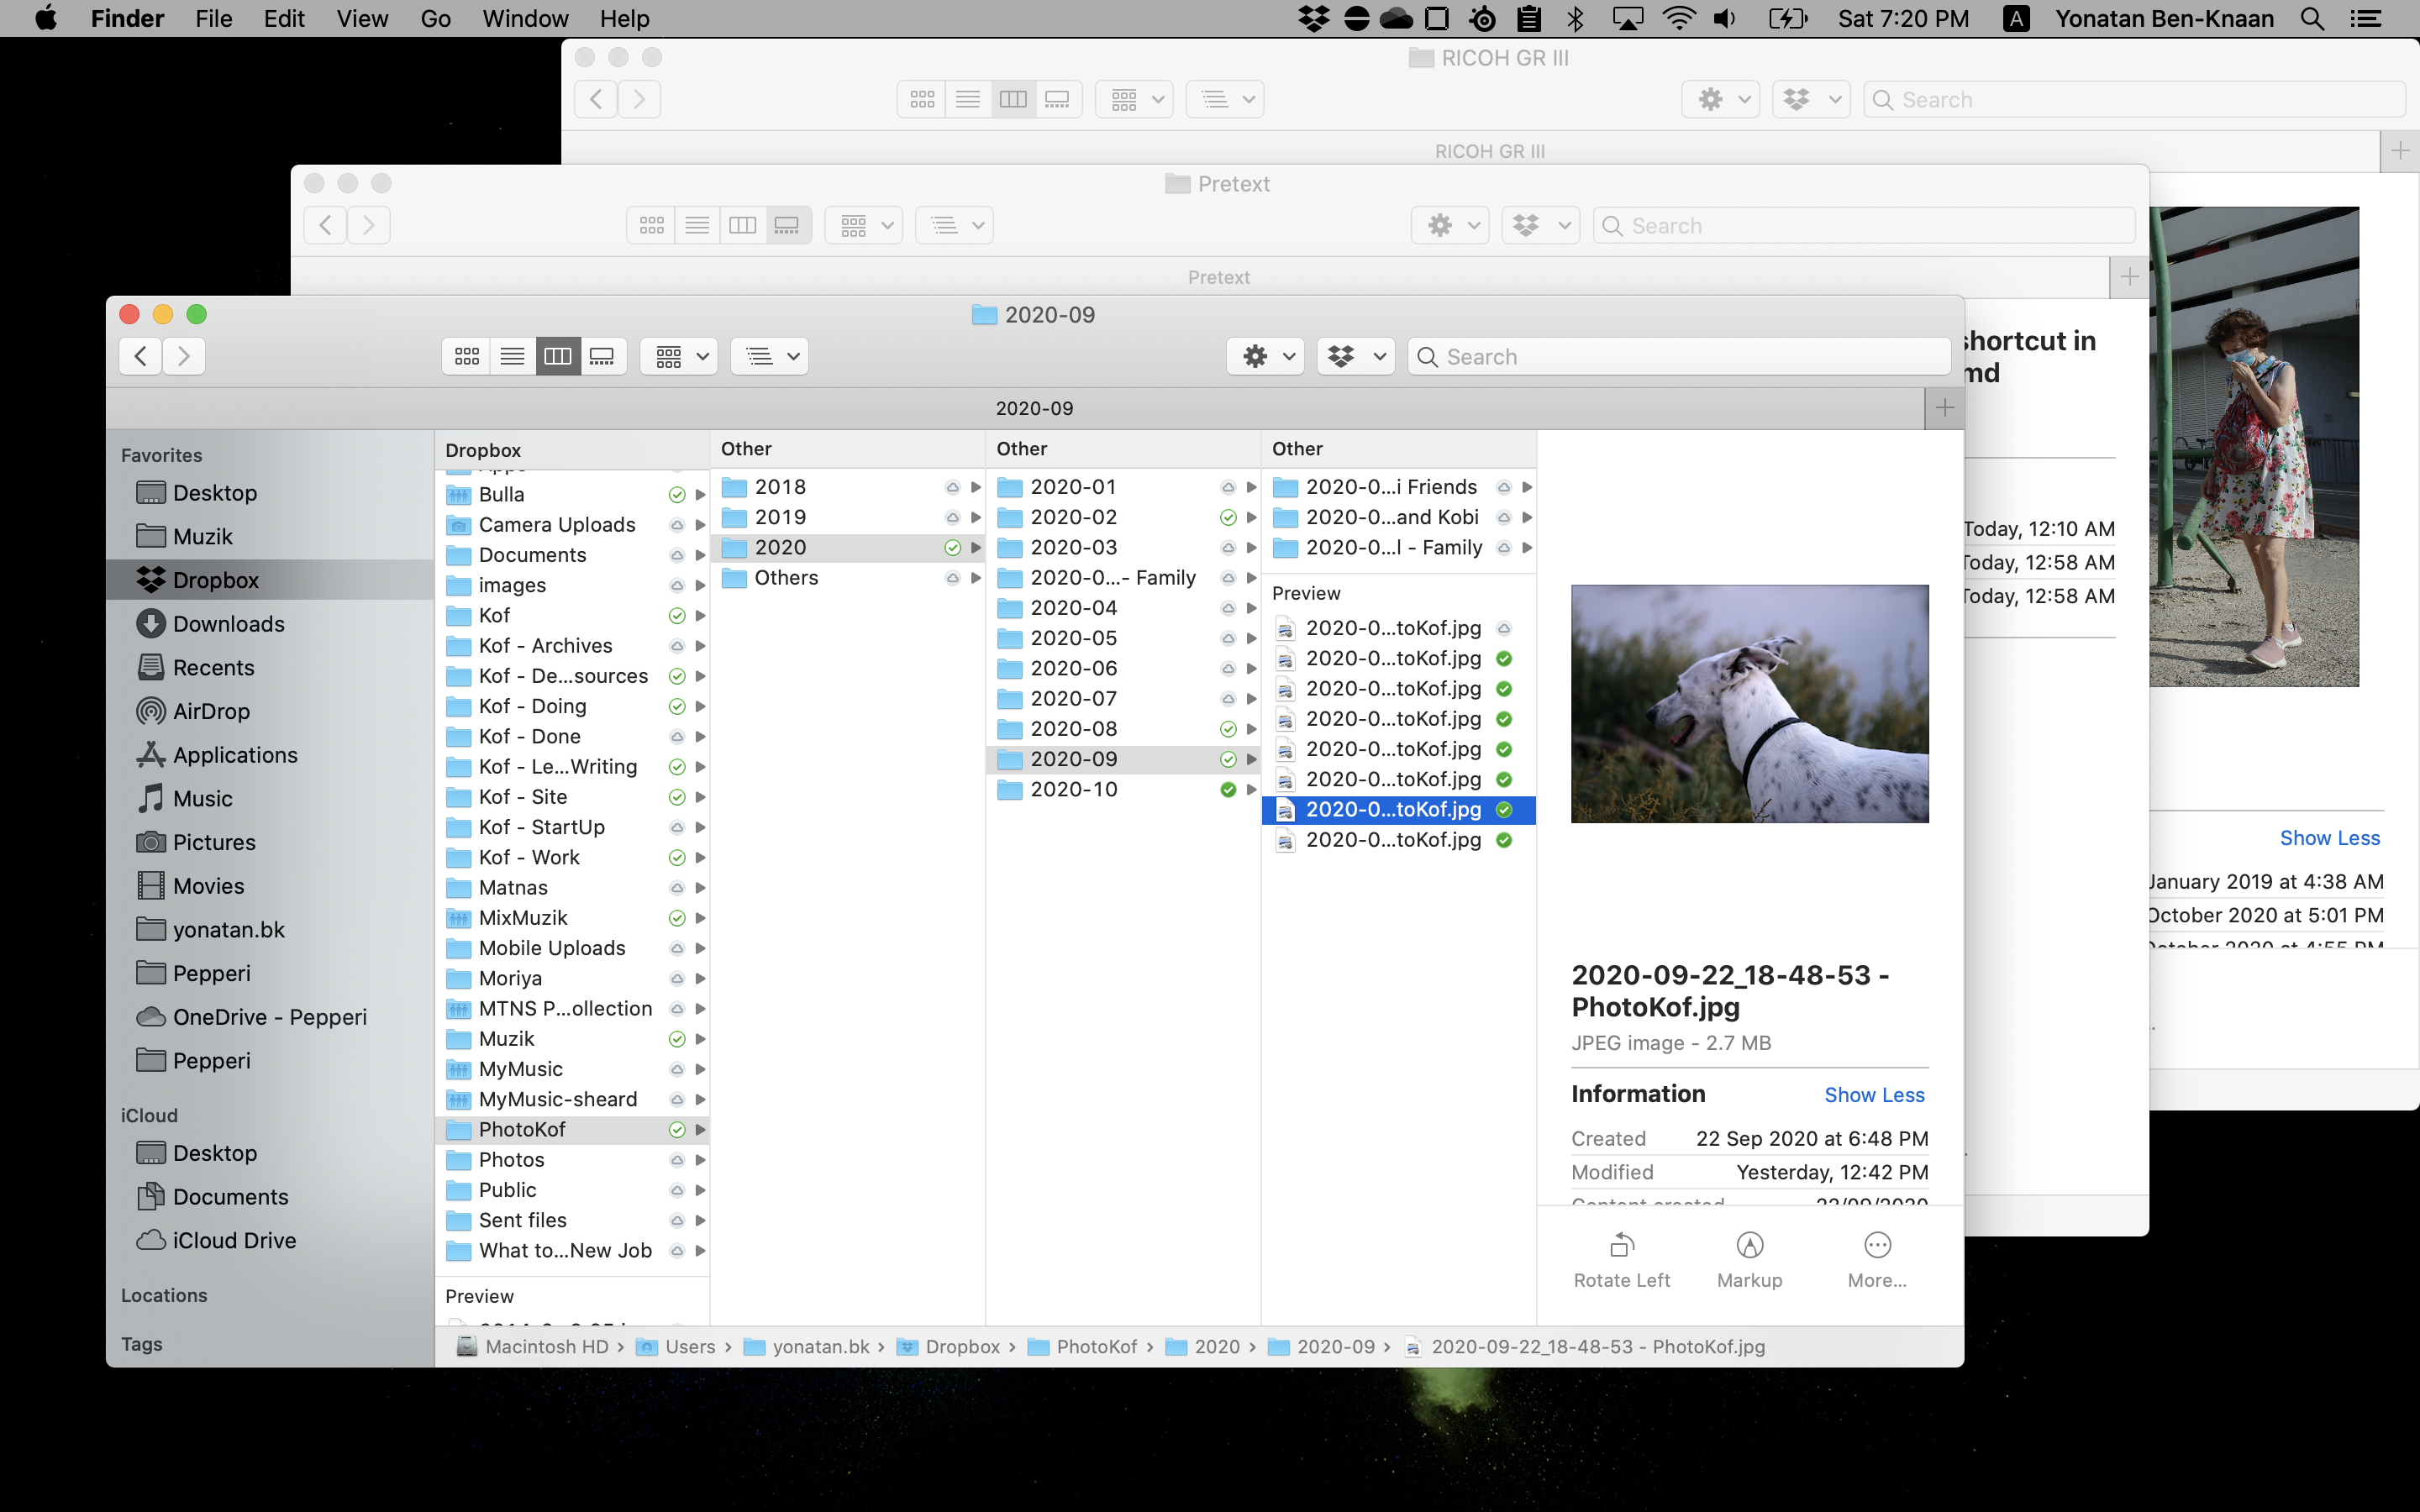 Finder File Edit View Go Window Help Sat 7:20 PM A Yonatan Ben-Knaan
RICOH GR III
Search
RICOH GR III
Pretext
Search
Pretext
shortcut in
md
Today, 12:10 AM
Today, 12:58 AM
Today, 12:58 AM
Show Less
January 2019 at 4:38 AM
October 2020 at 5:01 PM
October 2020 at 4:55 PM
2020-09
Search
2020-09
Favorites
Desktop
Muzik
Dropbox
Downloads
Recents
AirDrop
Applications
Music
Pictures
Movies
yonatan.bk
Pepperi
OneDrive - Pepperi
Pepperi
iCloud
Desktop
Documents
iCloud Drive
Locations
Tags
Dropbox
Apps
Bulla
Camera Uploads
Documents
images
Kof
Kof - Archives
Kof - De...sources
Kof - Doing
Kof - Done
Kof - Le...Writing
Kof - Site
Kof - StartUp
Kof - Work
Matnas
MixMuzik
Mobile Uploads
Moriya
MTNS P...ollection
Muzik
MyMusic
MyMusic-sheard
PhotoKof
Photos
Public
Sent files
What to...New Job
Preview
Other
2018
2019
2020
Others
Other
2020-01
2020-02
2020-03
2020-0...- Family
2020-04
2020-05
2020-06
2020-07
2020-08
2020-09
2020-10
Other
2020-0...i Friends
2020-0...and Kobi
2020-0...l - Family
Preview
2020-0...toKof.jpg
2020-0...toKof.jpg
2020-0...toKof.jpg
2020-0...toKof.jpg
2020-0...toKof.jpg
2020-0...toKof.jpg
2020-0...toKof.jpg
2020-0...toKof.jpg
2020-09-22_18-48-53 -
PhotoKof.jpg
JPEG image - 2.7 MB
Information Show Less
Created 22 Sep 2020 at 6:48 PM
Modified Yesterday, 12:42 PM
Content created 22/09/2020
Rotate Left Markup More...
Macintosh HD › Users › yonatan.bk › Dropbox › PhotoKof › 2020 › 2020-09 › 2020-09-22_18-48-53 - PhotoKof.jpg